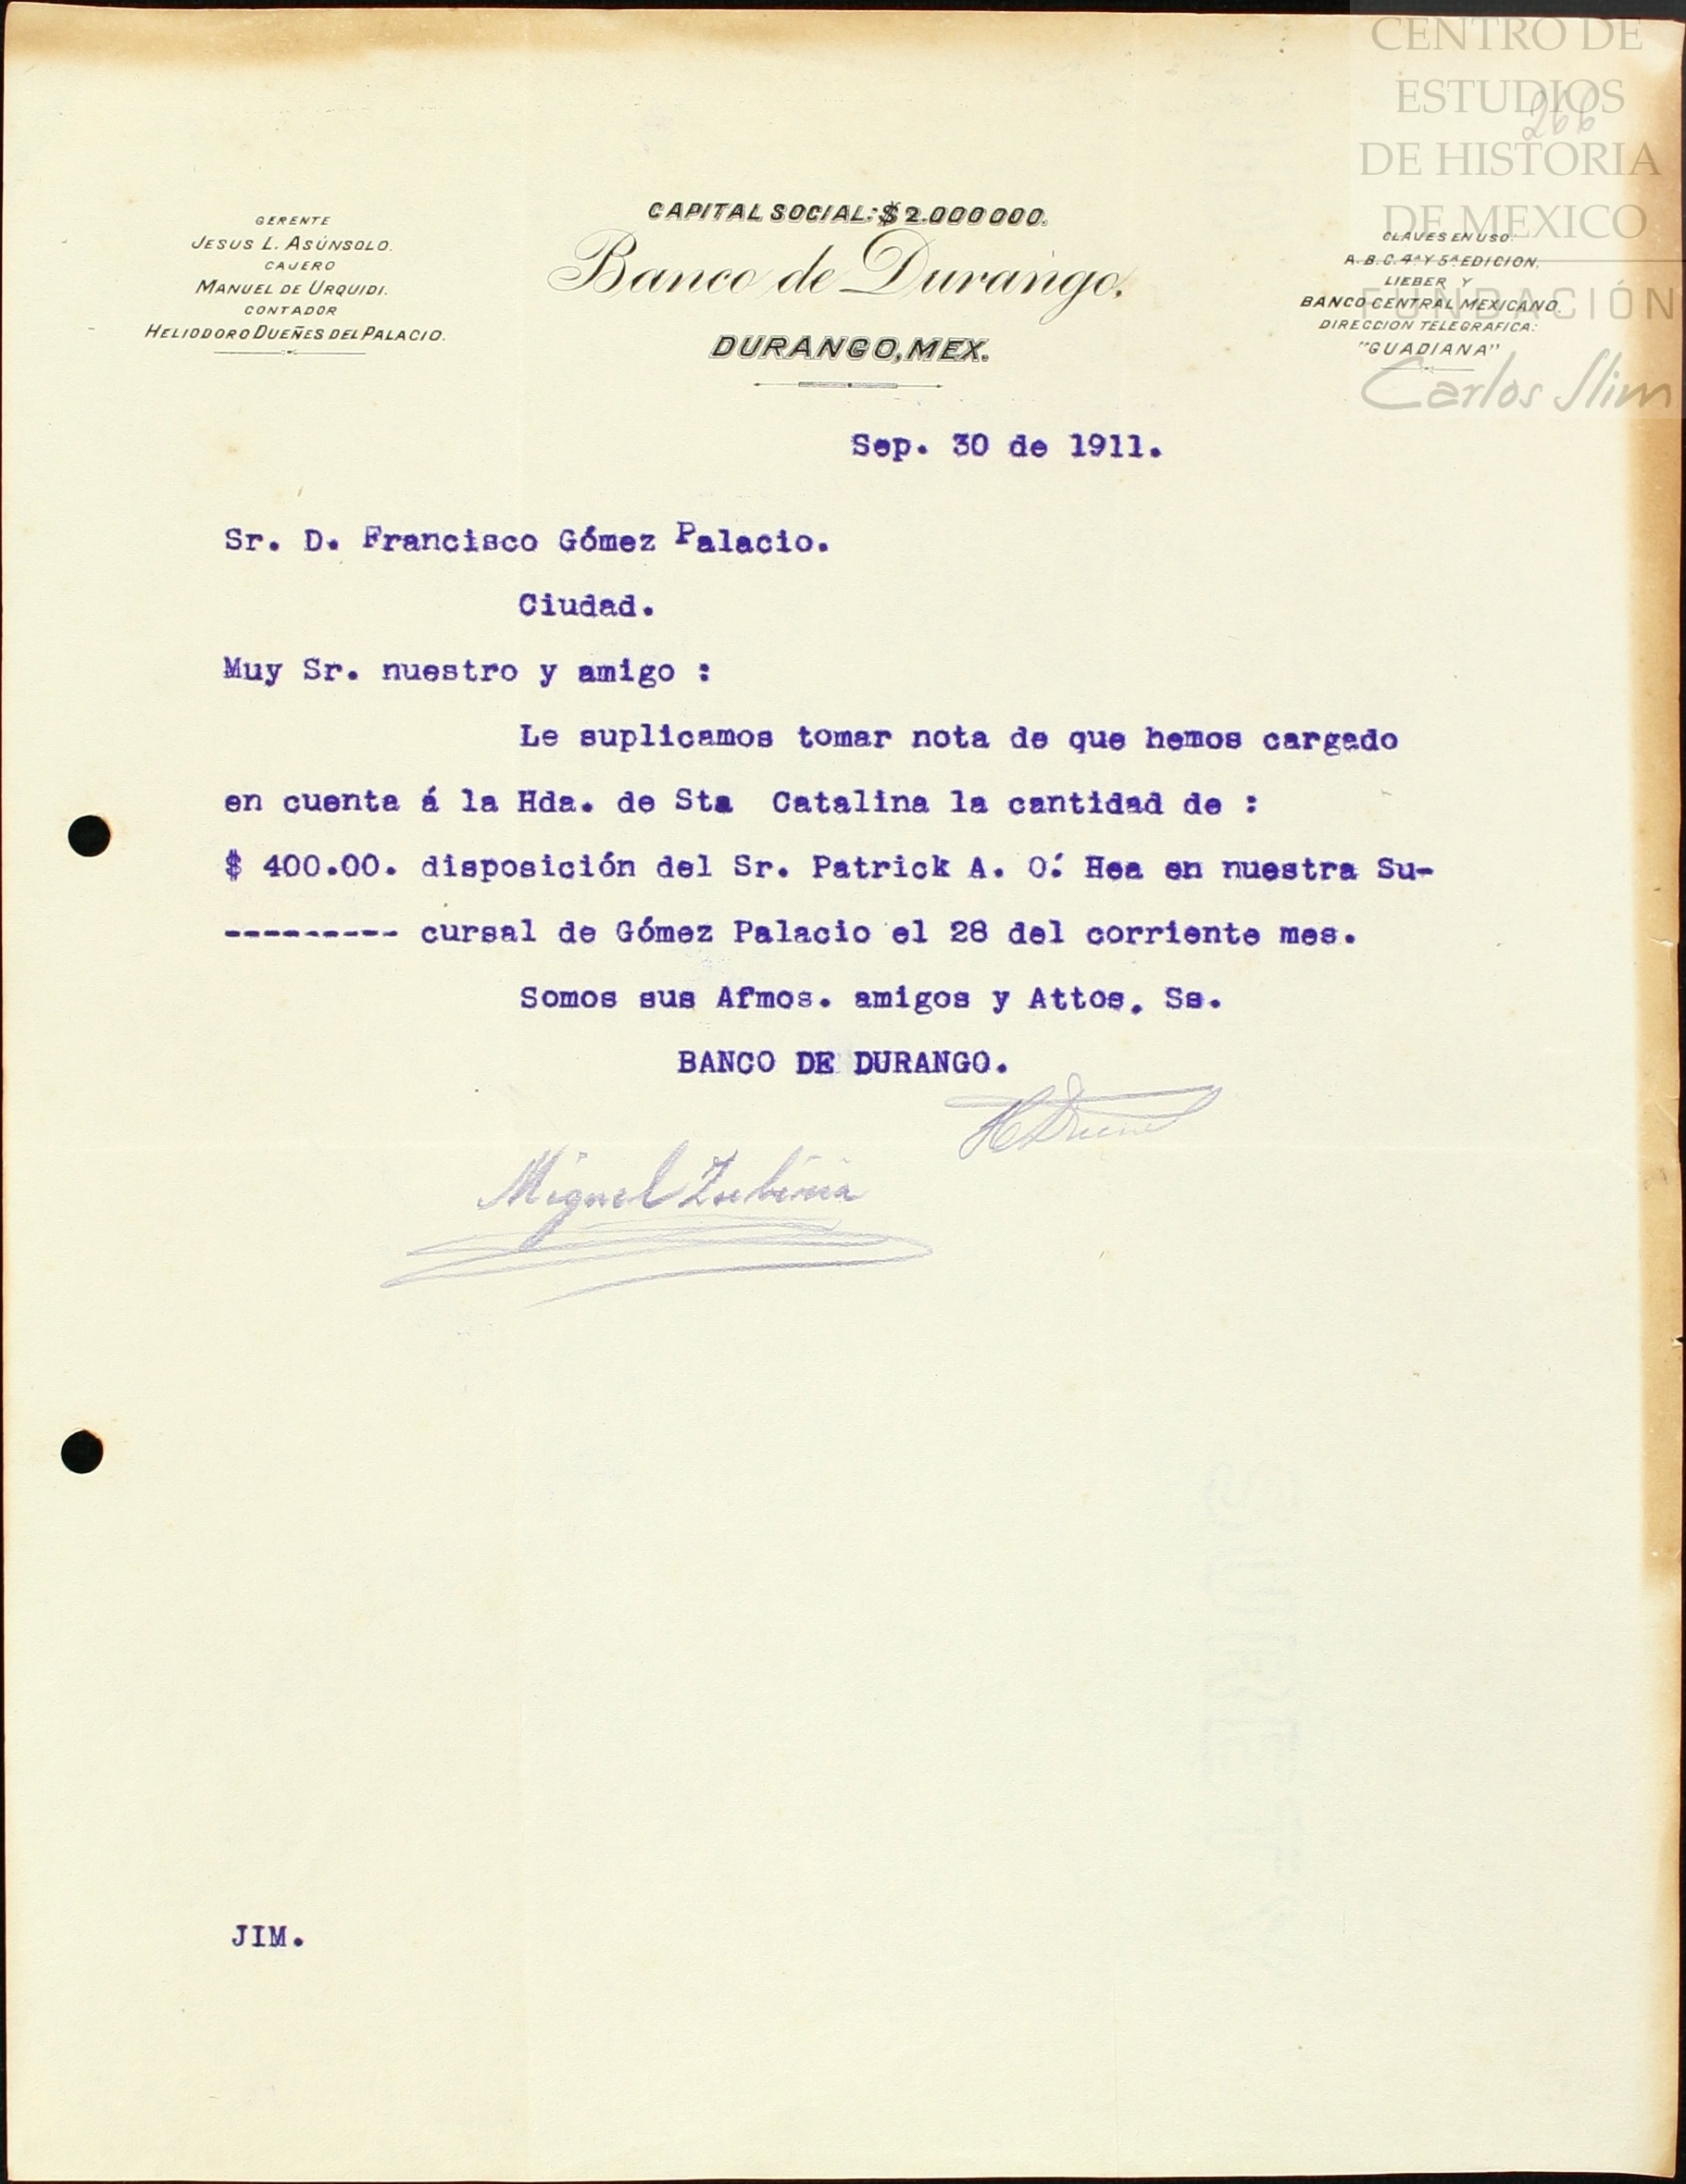 CENTRO DE
ESTUDIOS
DE HISTORIA
DE MEXICO
FUNDACIÓN
Carlos Slim
266
GERENTE
JESUS L. ASÚNSOLO.
CAJERO
MANUEL DE URQUIDI.
CONTADOR
HELIODORO DUEÑES DEL PALACIO.
CAPITAL SOCIAL: $2.000000.
Banco de Durango.
DURANGO, MEX.
CLAVES EN USO.
A.B.C. 4ª Y 5ª EDICION,
LIEBER Y
BANCO CENTRAL MEXICANO.
DIRECCION TELEGRAFICA:
"GUADIANA"
Sep. 30 de 1911.
Sr. D. Francisco Gómez Palacio.
Ciudad.
Muy Sr. nuestro y amigo :
Le suplicamos tomar nota de que hemos cargado
en cuenta á la Hda. de Sta Catalina la cantidad de :
$ 400.00. disposición del Sr. Patrick A. O.´ Hea en nuestra Su-
--------- cursal de Gómez Palacio el 28 del corriente mes.
Somos sus Afmos. amigos y Attos. Ss.
BANCO DE DURANGO.
Miguel Zubiria
JIM.